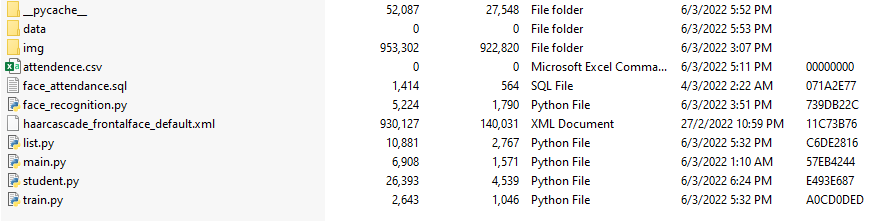 __pycache__ 52,087 27,548 File folder 6/3/2022 5:52 PM
data 0 0 File folder 6/3/2022 5:53 PM
img 953,302 922,820 File folder 6/3/2022 3:07 PM
attendence.csv 0 0 Microsoft Excel Comma... 6/3/2022 5:11 PM 00000000
face_attendance.sql 1,414 564 SQL File 4/3/2022 2:22 AM 071A2E77
face_recognition.py 5,224 1,790 Python File 6/3/2022 3:51 PM 739DB22C
haarcascade_frontalface_default.xml 930,127 140,031 XML Document 27/2/2022 10:59 PM 11C73B76
list.py 10,881 2,767 Python File 6/3/2022 5:32 PM C6DE2816
main.py 6,908 1,571 Python File 6/3/2022 1:10 AM 57EB4244
student.py 26,393 4,539 Python File 6/3/2022 6:24 PM E493E687
train.py 2,643 1,046 Python File 6/3/2022 5:32 PM A0CD0DED